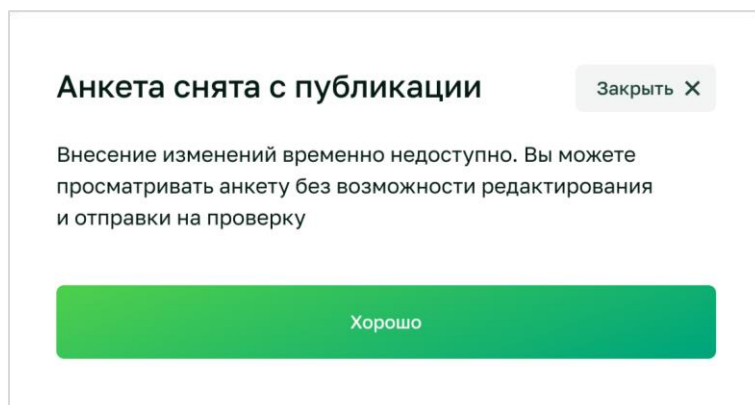 Анкета снята с публикации
Закрыть
Внесение изменений временно недоступно. Вы можете
просматривать анкету без возможности редактирования
и отправки на проверку
Хорошо